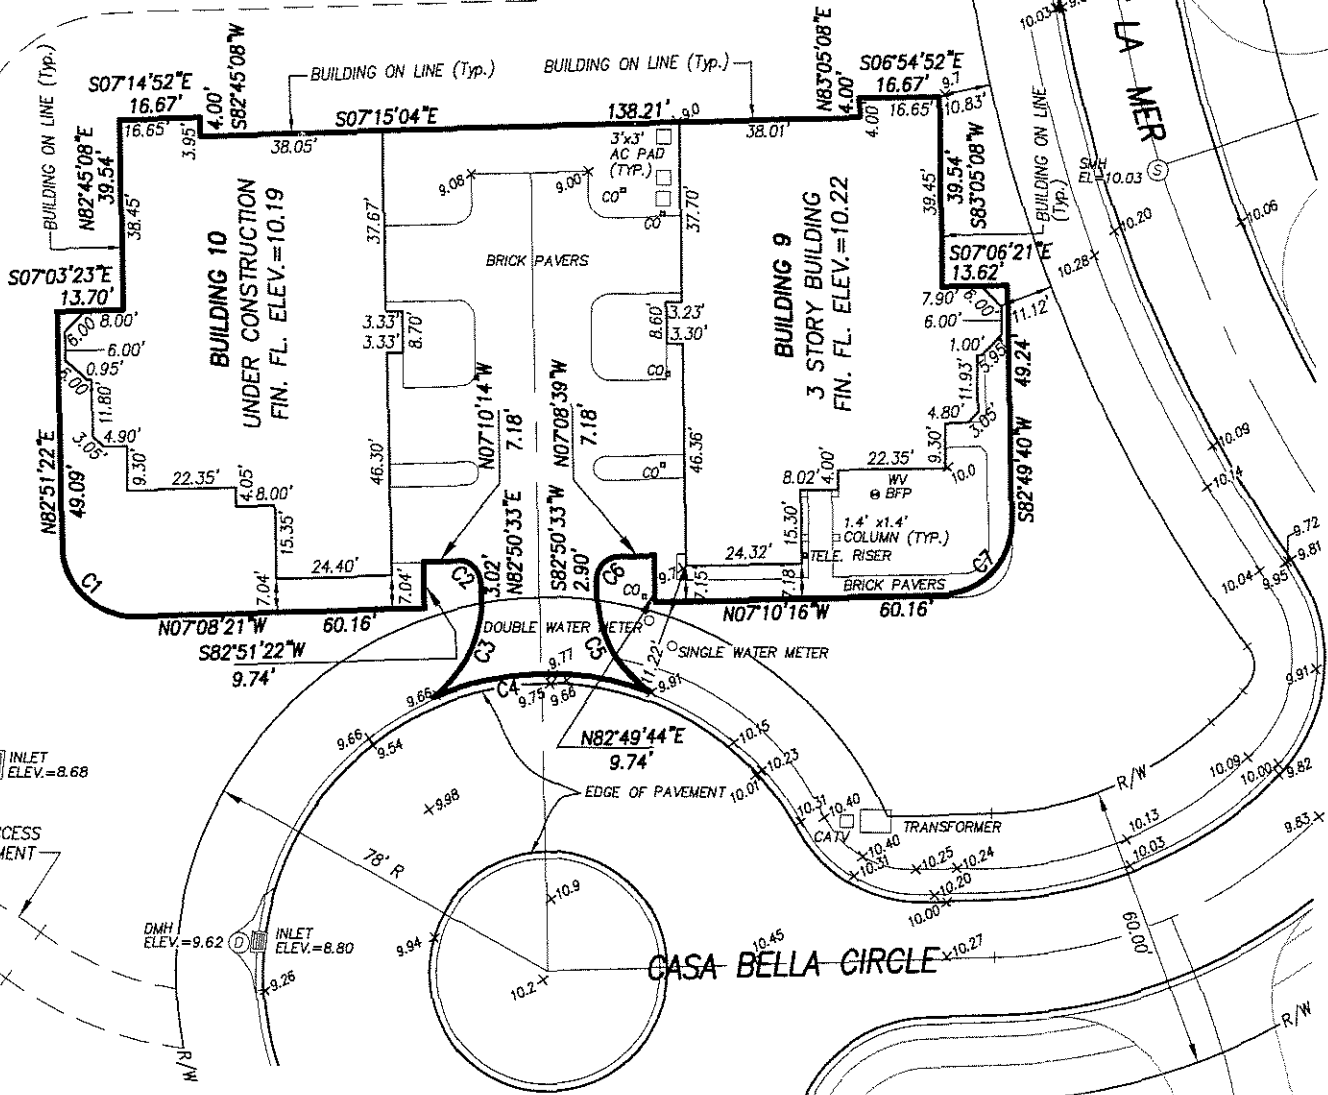 S07°14'52"E
16.67'
4.00'
S82°45'08"W
BUILDING ON LINE (Typ.)
BUILDING ON LINE (Typ.)
BUILDING ON LINE (Typ.)
N83°05'08"E
4.00'
S06°54'52"E
16.67'
9.7
10.83'
10.03
LA MER
16.65'
3.95'
38.05'
S07°15'04"E
138.21'
9.0
38.01'
4.00'
16.65'
N82°45'08"E
39.54'
38.45'
3'x3'
AC PAD
(TYP.)
CO
CO
9.08
9.00
37.67'
37.70'
BRICK PAVERS
39.45'
39.54'
S83°05'08"W
BUILDING ON LINE
(Typ.)
SMH
EL=10.03
S
10.20
10.06
10.28
BUILDING 10
UNDER CONSTRUCTION
FIN. FL. ELEV.=10.19
BUILDING 9
3 STORY BUILDING
FIN. FL. ELEV.=10.22
S07°03'23"E
13.70'
S07°06'21"E
13.62'
7.90'
6.00'
6.00'
11.12'
8.00'
6.00'
6.00'
0.95'
6.00'
11.80'
3.05'
4.90'
9.30'
22.35'
4.05'
8.00'
15.35'
3.33'
3.33'
8.70'
8.60'
3.23'
3.30'
CO
1.00'
5.95'
11.93'
4.80'
3.05'
9.30'
49.24
S82°49'40"W
N82°51'22"E
49.09'
46.30'
46.36'
N07°10'14"W
7.18'
N07°08'39"W
7.18'
CO
N82°50'33"E
3.02'
S82°50'33"W
2.90'
8.02'
4.00'
22.35'
10.0
WV
BFP
1.4' x1.4'
COLUMN (TYP.)
15.30'
24.32'
TELE. RISER
BRICK PAVERS
C7
C1
24.40'
7.04'
7.04'
C2
C6
CO
9.7
7.15'
7.18'
N07°08'21"W
60.16'
N07°10'16"W
60.16'
S82°51'22"W
9.74'
DOUBLE WATER METER
SINGLE WATER METER
C3
C5
11.22'
C4
9.77
9.75
9.66
9.66
9.91
N82°49'44"E
9.74'
EDGE OF PAVEMENT
10.09
10.14
9.72
9.81
9.95
10.04
9.91
9.66
9.54
9.98
10.15
10.23
10.07
10.31
10.40
CATV
TRANSFORMER
10.40
10.31
10.25
10.24
10.20
10.00
10.13
10.03
R/W
10.09
10.00
9.82
9.83
INLET
ELEV.=8.68
CCESS
MENT
78' R
10.9
9.94
10.2
10.45
10.27
CASA BELLA CIRCLE
60.00'
DMH
ELEV.=9.62
D
INLET
ELEV.=8.80
9.26
R/W
R/W